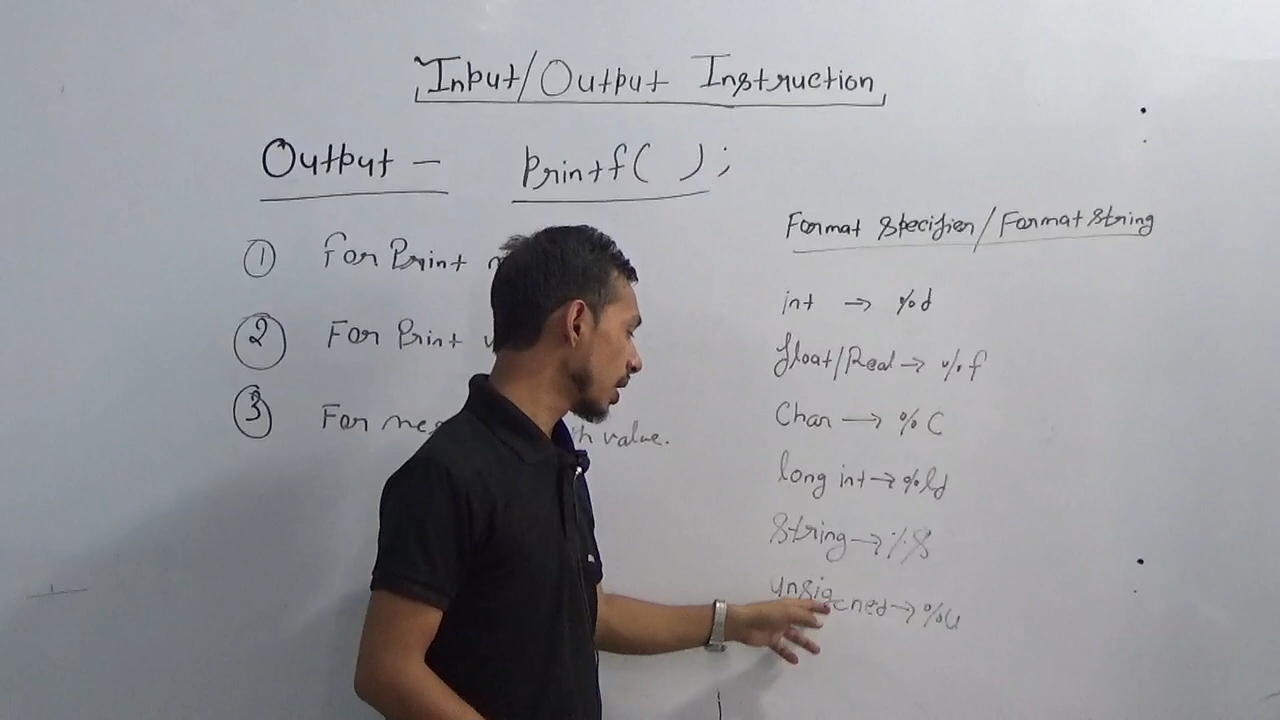 Input/Output Instruction
Output – printf( );
① For Print
② For Print
③ For value.
Format Specifier/Format String
int → %d
float/Real → %f
Char → %C
long int → %ld
String → %S
unsigned → %u